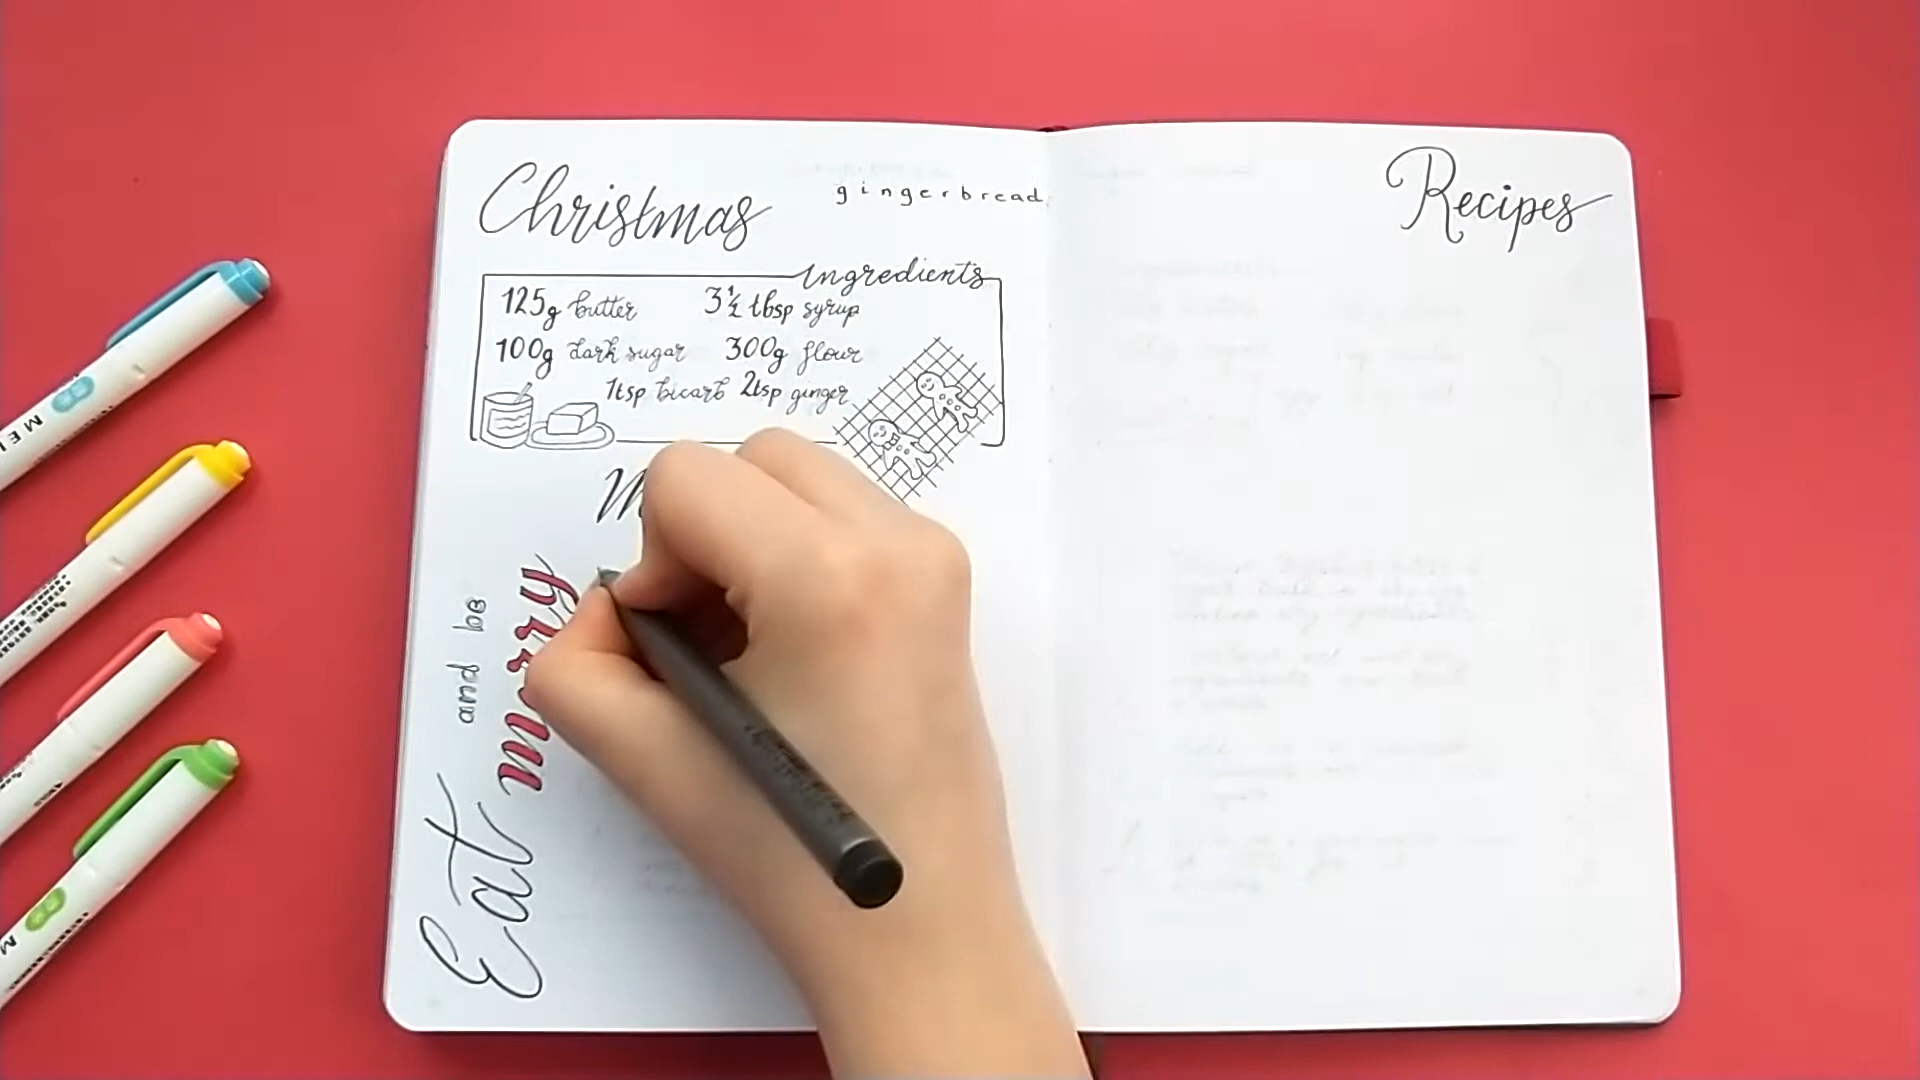 Christmas
gingerbread
Recipes
Ingredients
125g butter
3½ tbsp syrup
100g dark sugar
300g flour
1tsp bicarb
2tsp ginger
M
Eat
and be
merry